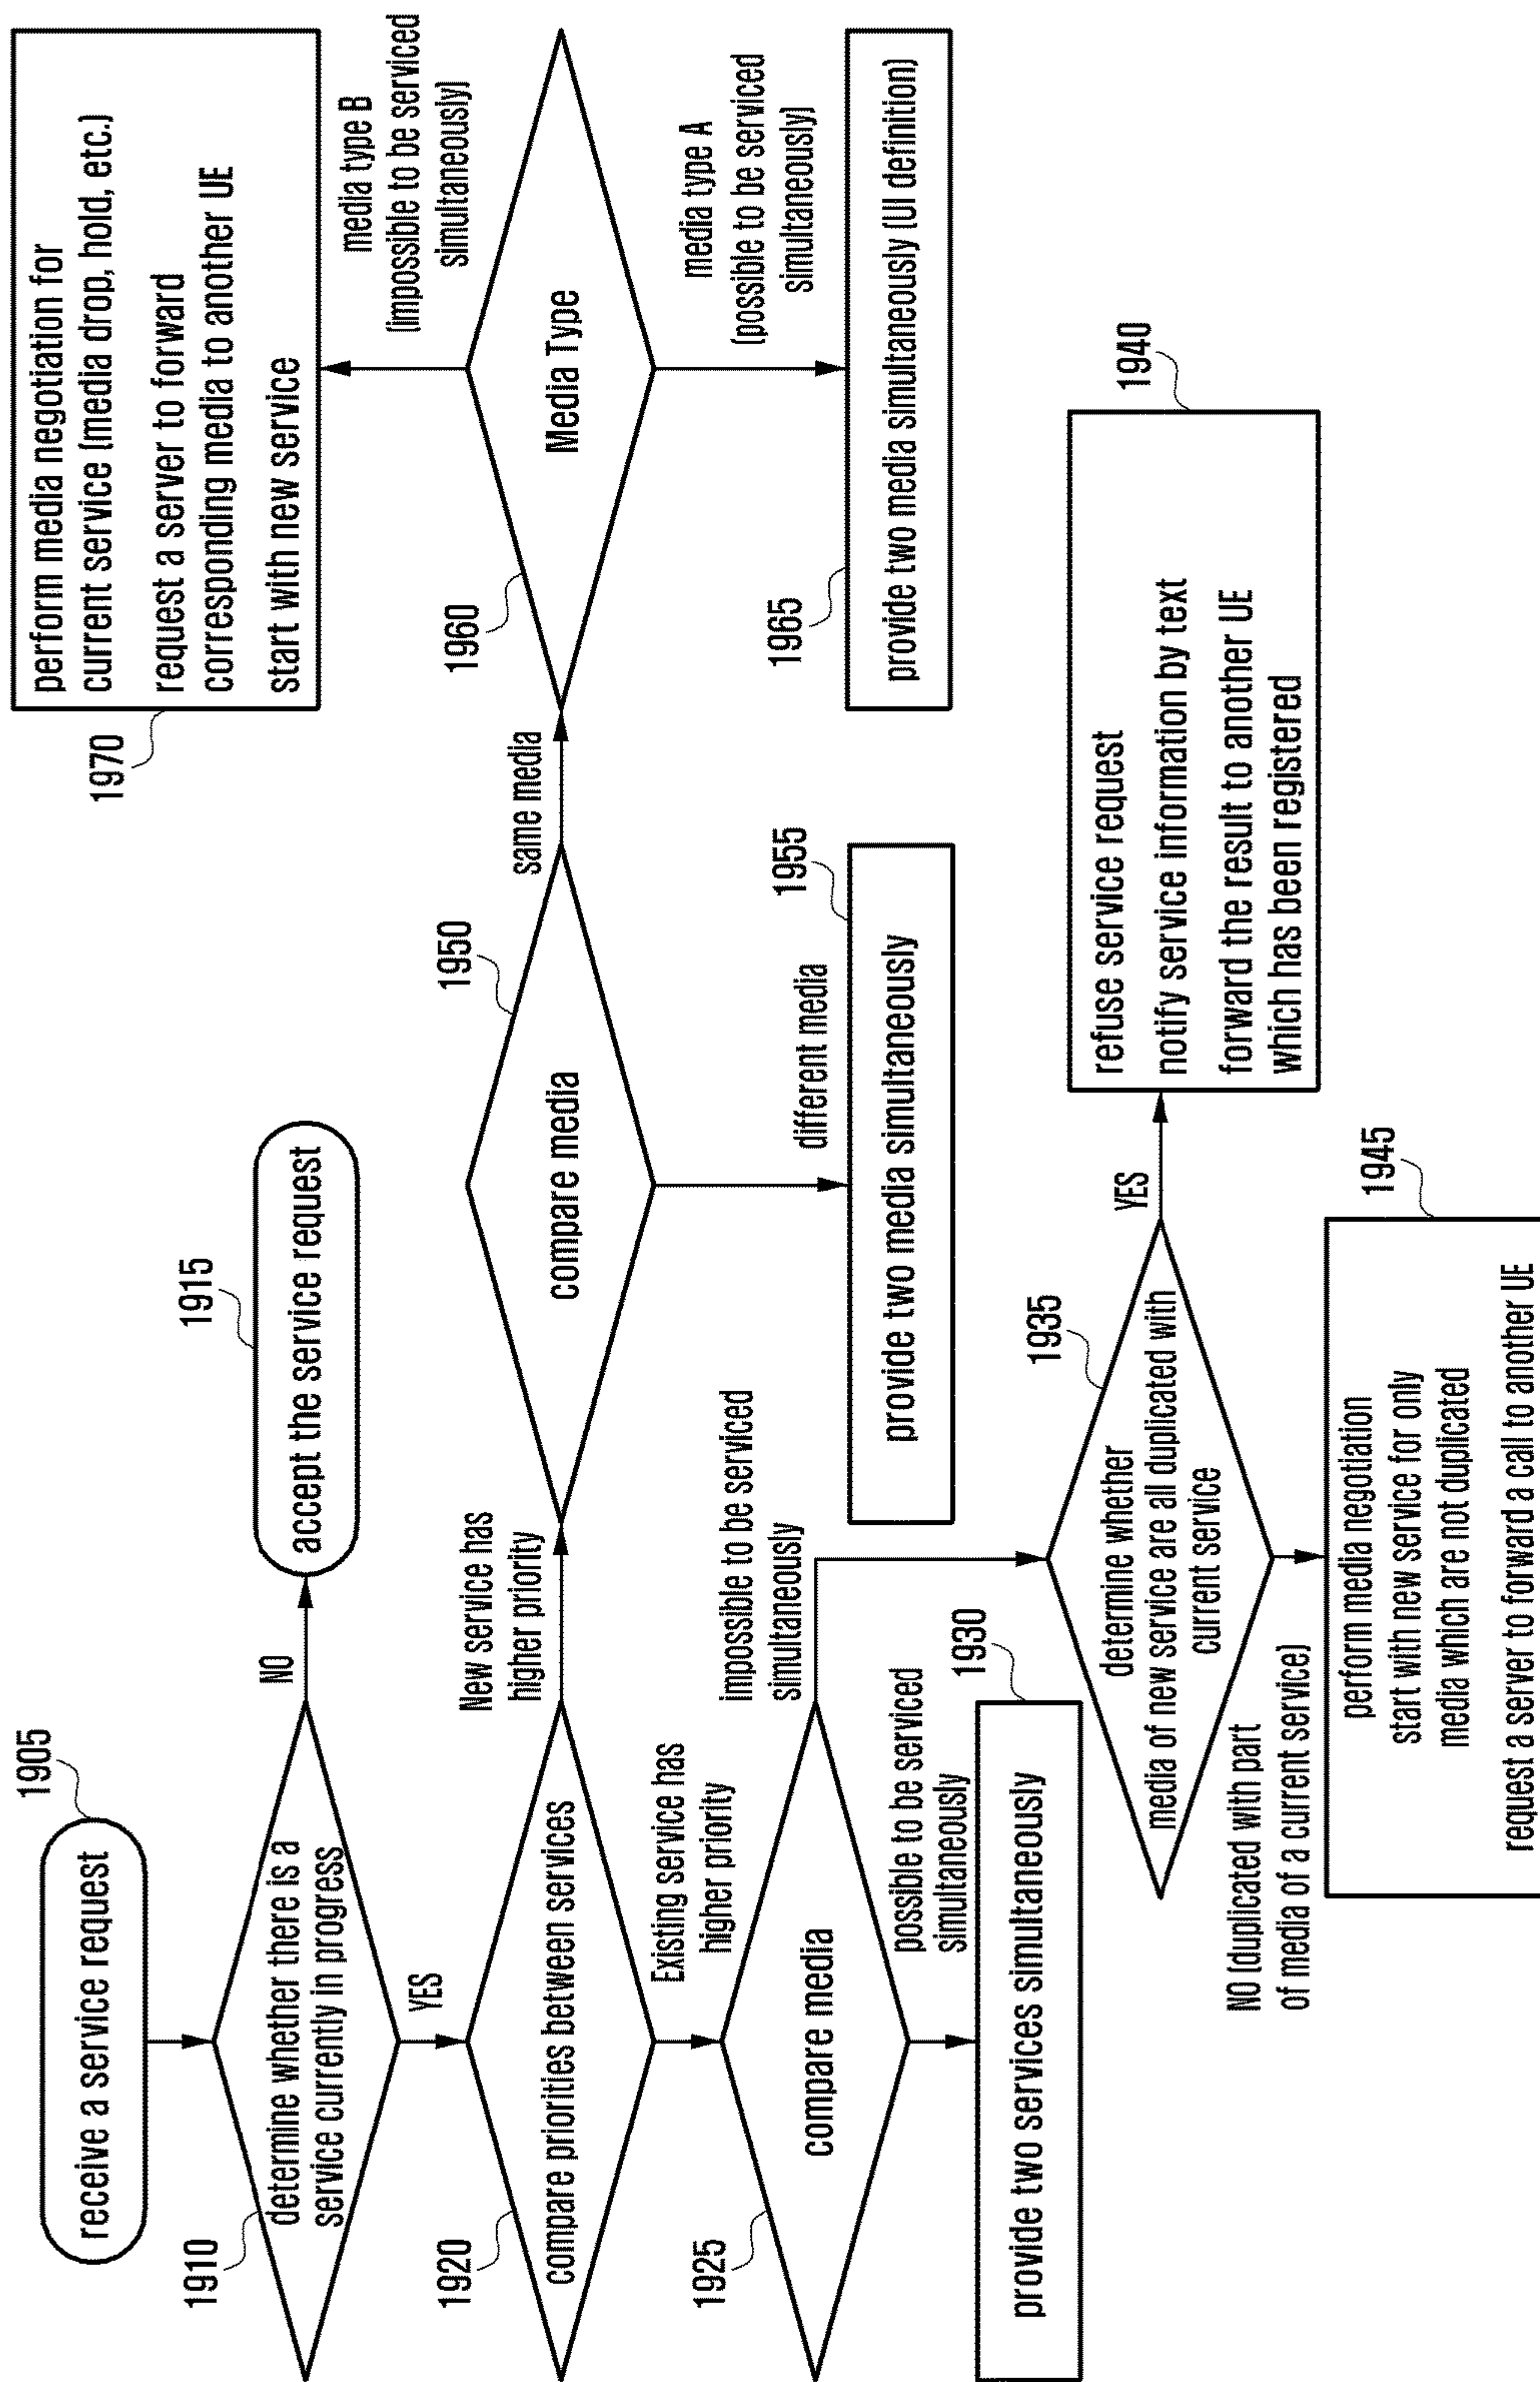 1905
receive a service request
1910
determine whether there is a
service currently in progress
NO
1915
accept the service request
YES
1920
compare priorities between services
New service has
higher priority
1950
compare media
same media
1960
Media Type
media type B
(impossible to be serviced
simultaneously)
1970
perform media negotiation for
current service (media drop, hold, etc.)
request a server to forward
corresponding media to another UE
start with new service
media type A
(possible to be serviced
simultaneously)
1965
provide two media simultaneously (UI definition)
different media
1955
provide two media simultaneously
Existing service has
higher priority
1925
compare media
impossible to be serviced
simultaneously
possible to be serviced
simultaneously
1930
provide two services simultaneously
1935
determine whether
media of new service are all duplicated with
current service
YES
1940
refuse service request
notify service information by text
forward the result to another UE
which has been registered
NO (duplicated with part
of media of a current service)
1945
perform media negotiation
start with new service for only
media which are not duplicated
request a server to forward a call to another UE